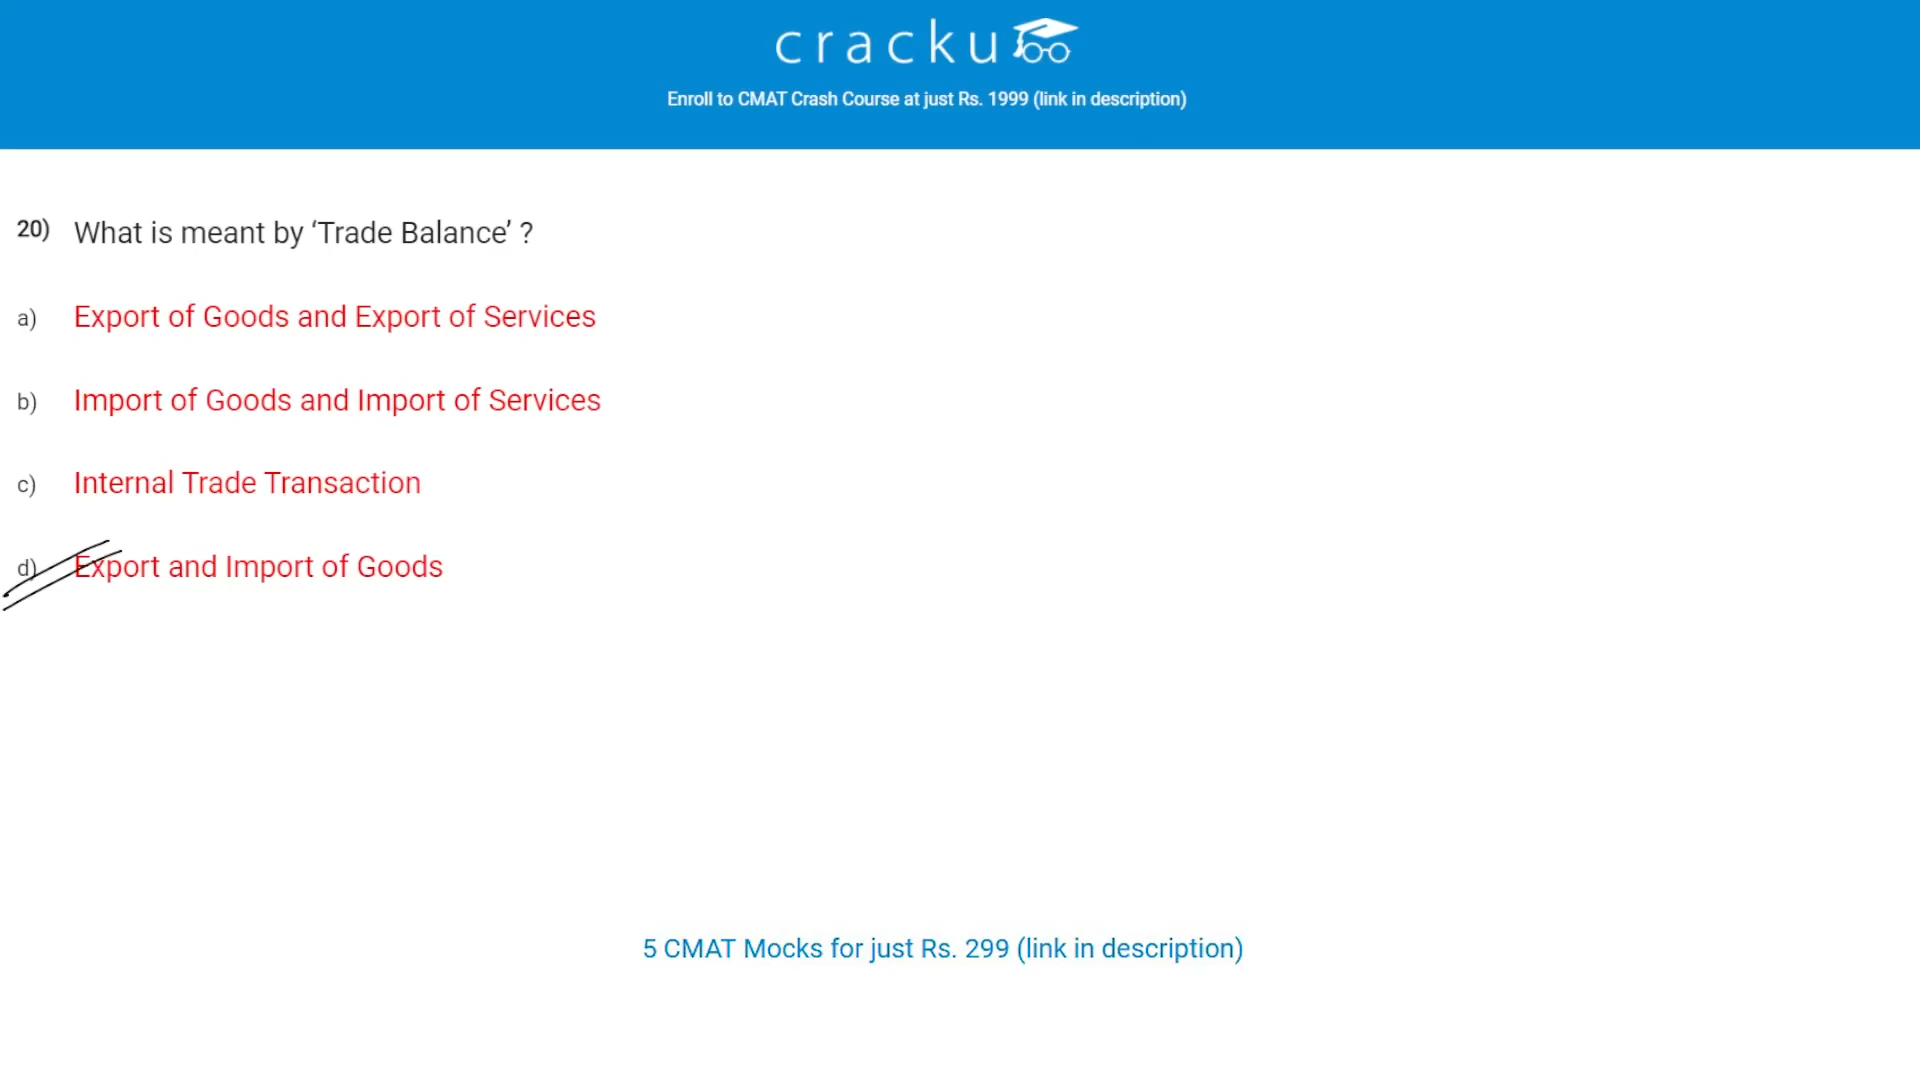 cracku
Enroll to CMAT Crash Course at just Rs. 1999 (link in description)
20) What is meant by ‘Trade Balance’ ?
a) Export of Goods and Export of Services
b) Import of Goods and Import of Services
c) Internal Trade Transaction
d) Export and Import of Goods
5 CMAT Mocks for just Rs. 299 (link in description)